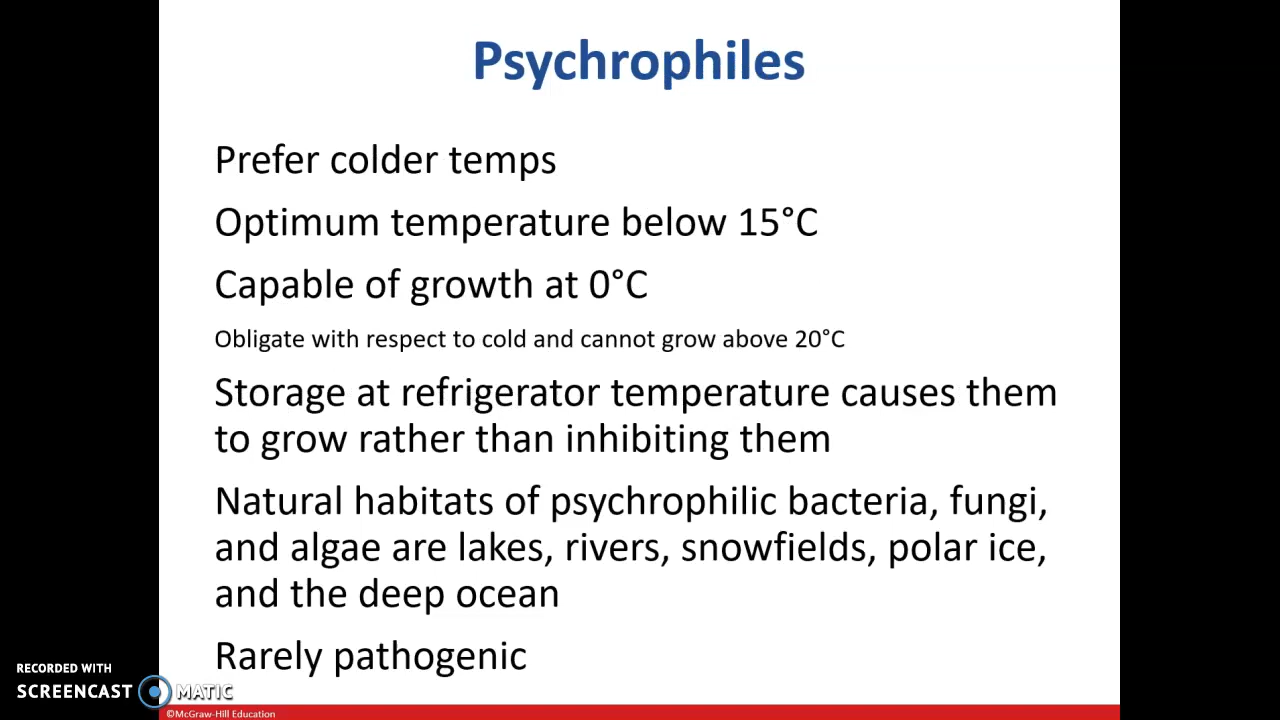 Psychrophiles
Prefer colder temps
Optimum temperature below 15°C
Capable of growth at 0°C
Obligate with respect to cold and cannot grow above 20°C
Storage at refrigerator temperature causes them
to grow rather than inhibiting them
Natural habitats of psychrophilic bacteria, fungi,
and algae are lakes, rivers, snowfields, polar ice,
and the deep ocean
Rarely pathogenic
RECORDED WITH
SCREENCAST MATIC
©McGraw-Hill Education